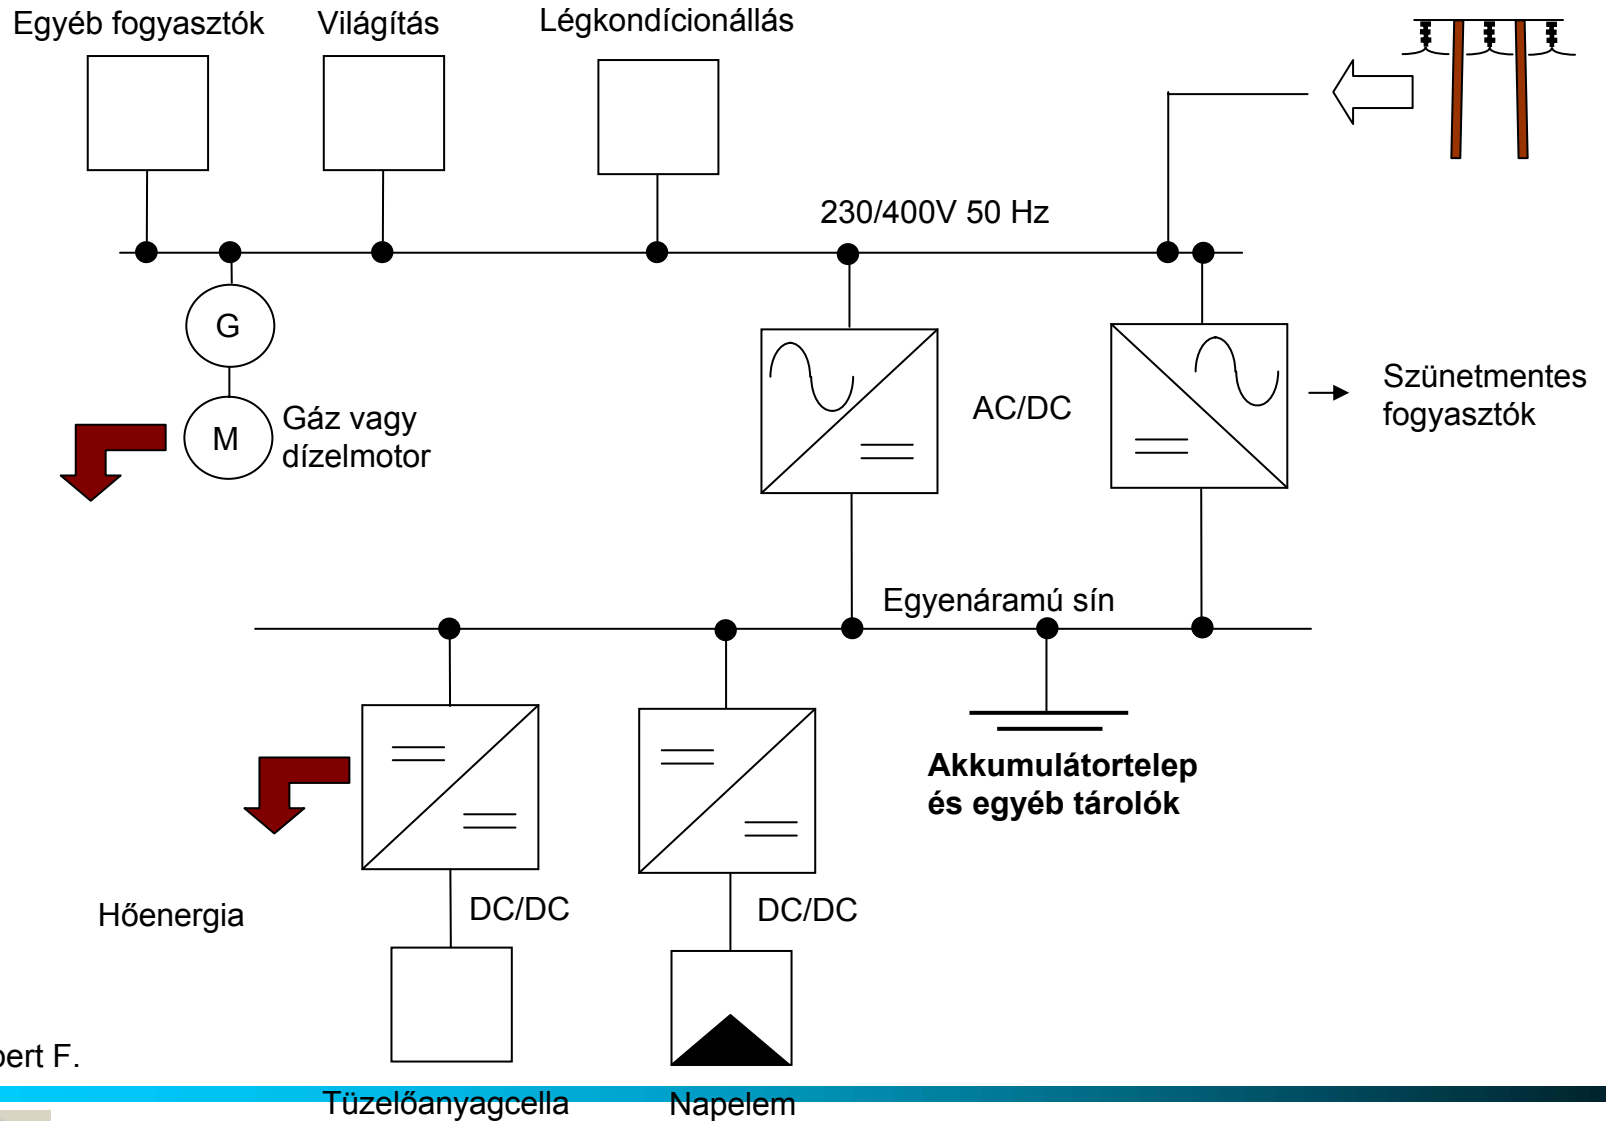 Egyéb fogyasztók
Világítás
Légkondícionállás
230/400V 50 Hz
G
M
Gáz vagy
dízelmotor
AC/DC
Szünetmentes
fogyasztók
Egyenáramú sín
Akkumulátortelep
és egyéb tárolók
Hőenergia
DC/DC
DC/DC
Tüzelőanyagcella
Napelem
F.